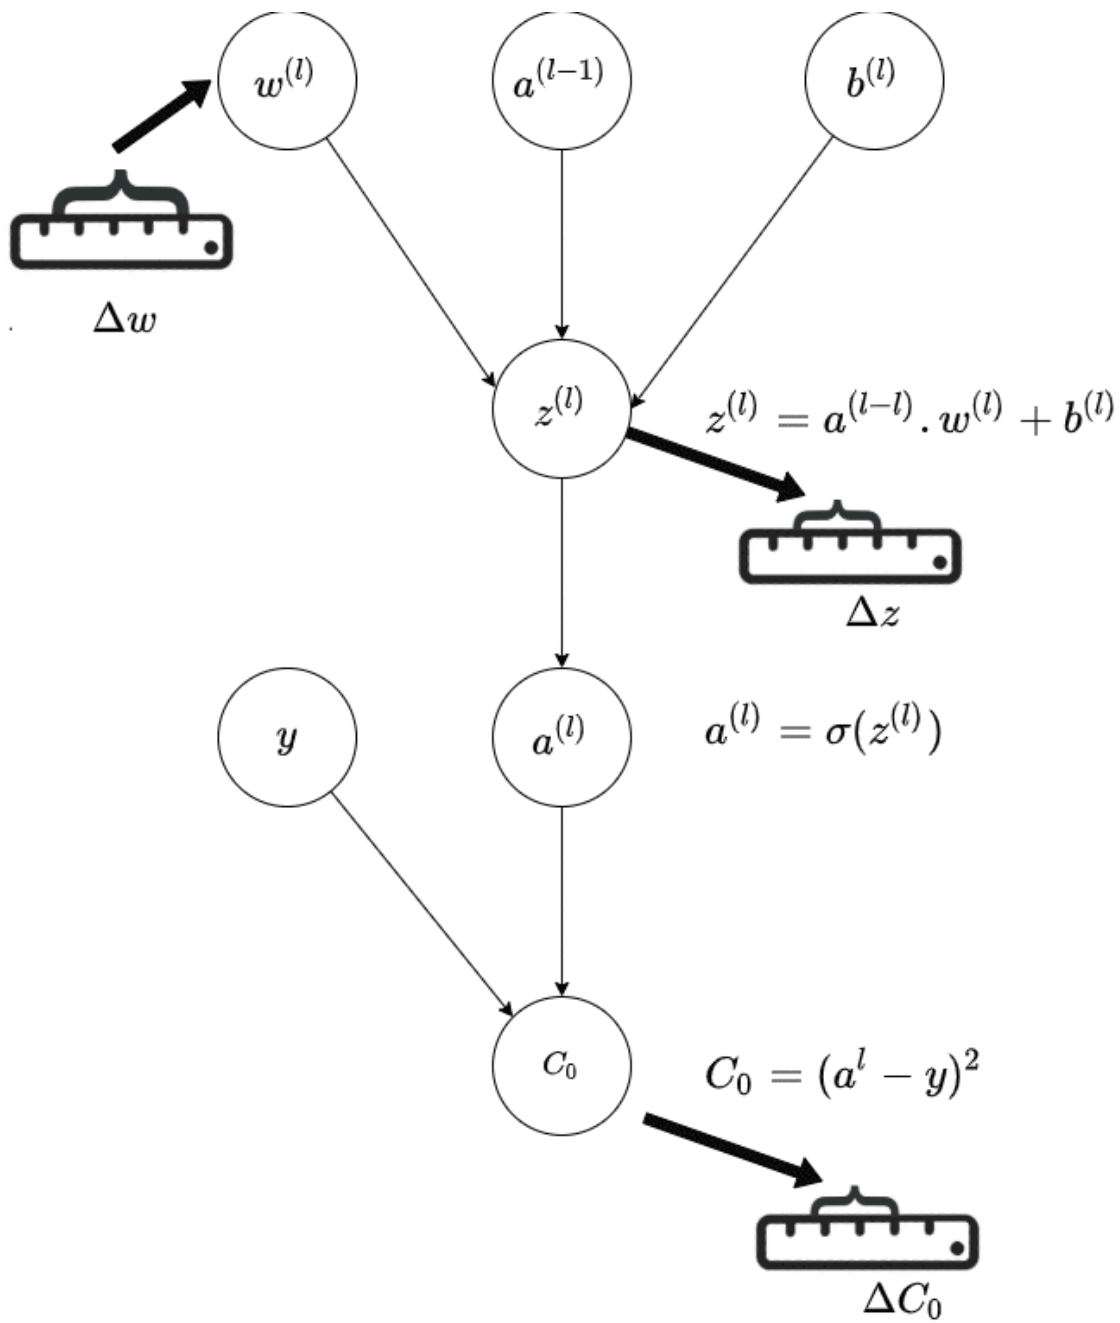 w^{(l)} a^{(l-1)} b^{(l)}
Δw
z^{(l)} z^{(l)} = a^{(l-l)} . w^{(l)} + b^{(l)}
Δz
y a^{(l)} a^{(l)} = σ(z^{(l)})
C_0 C_0 = (a^l - y)^2
ΔC_0